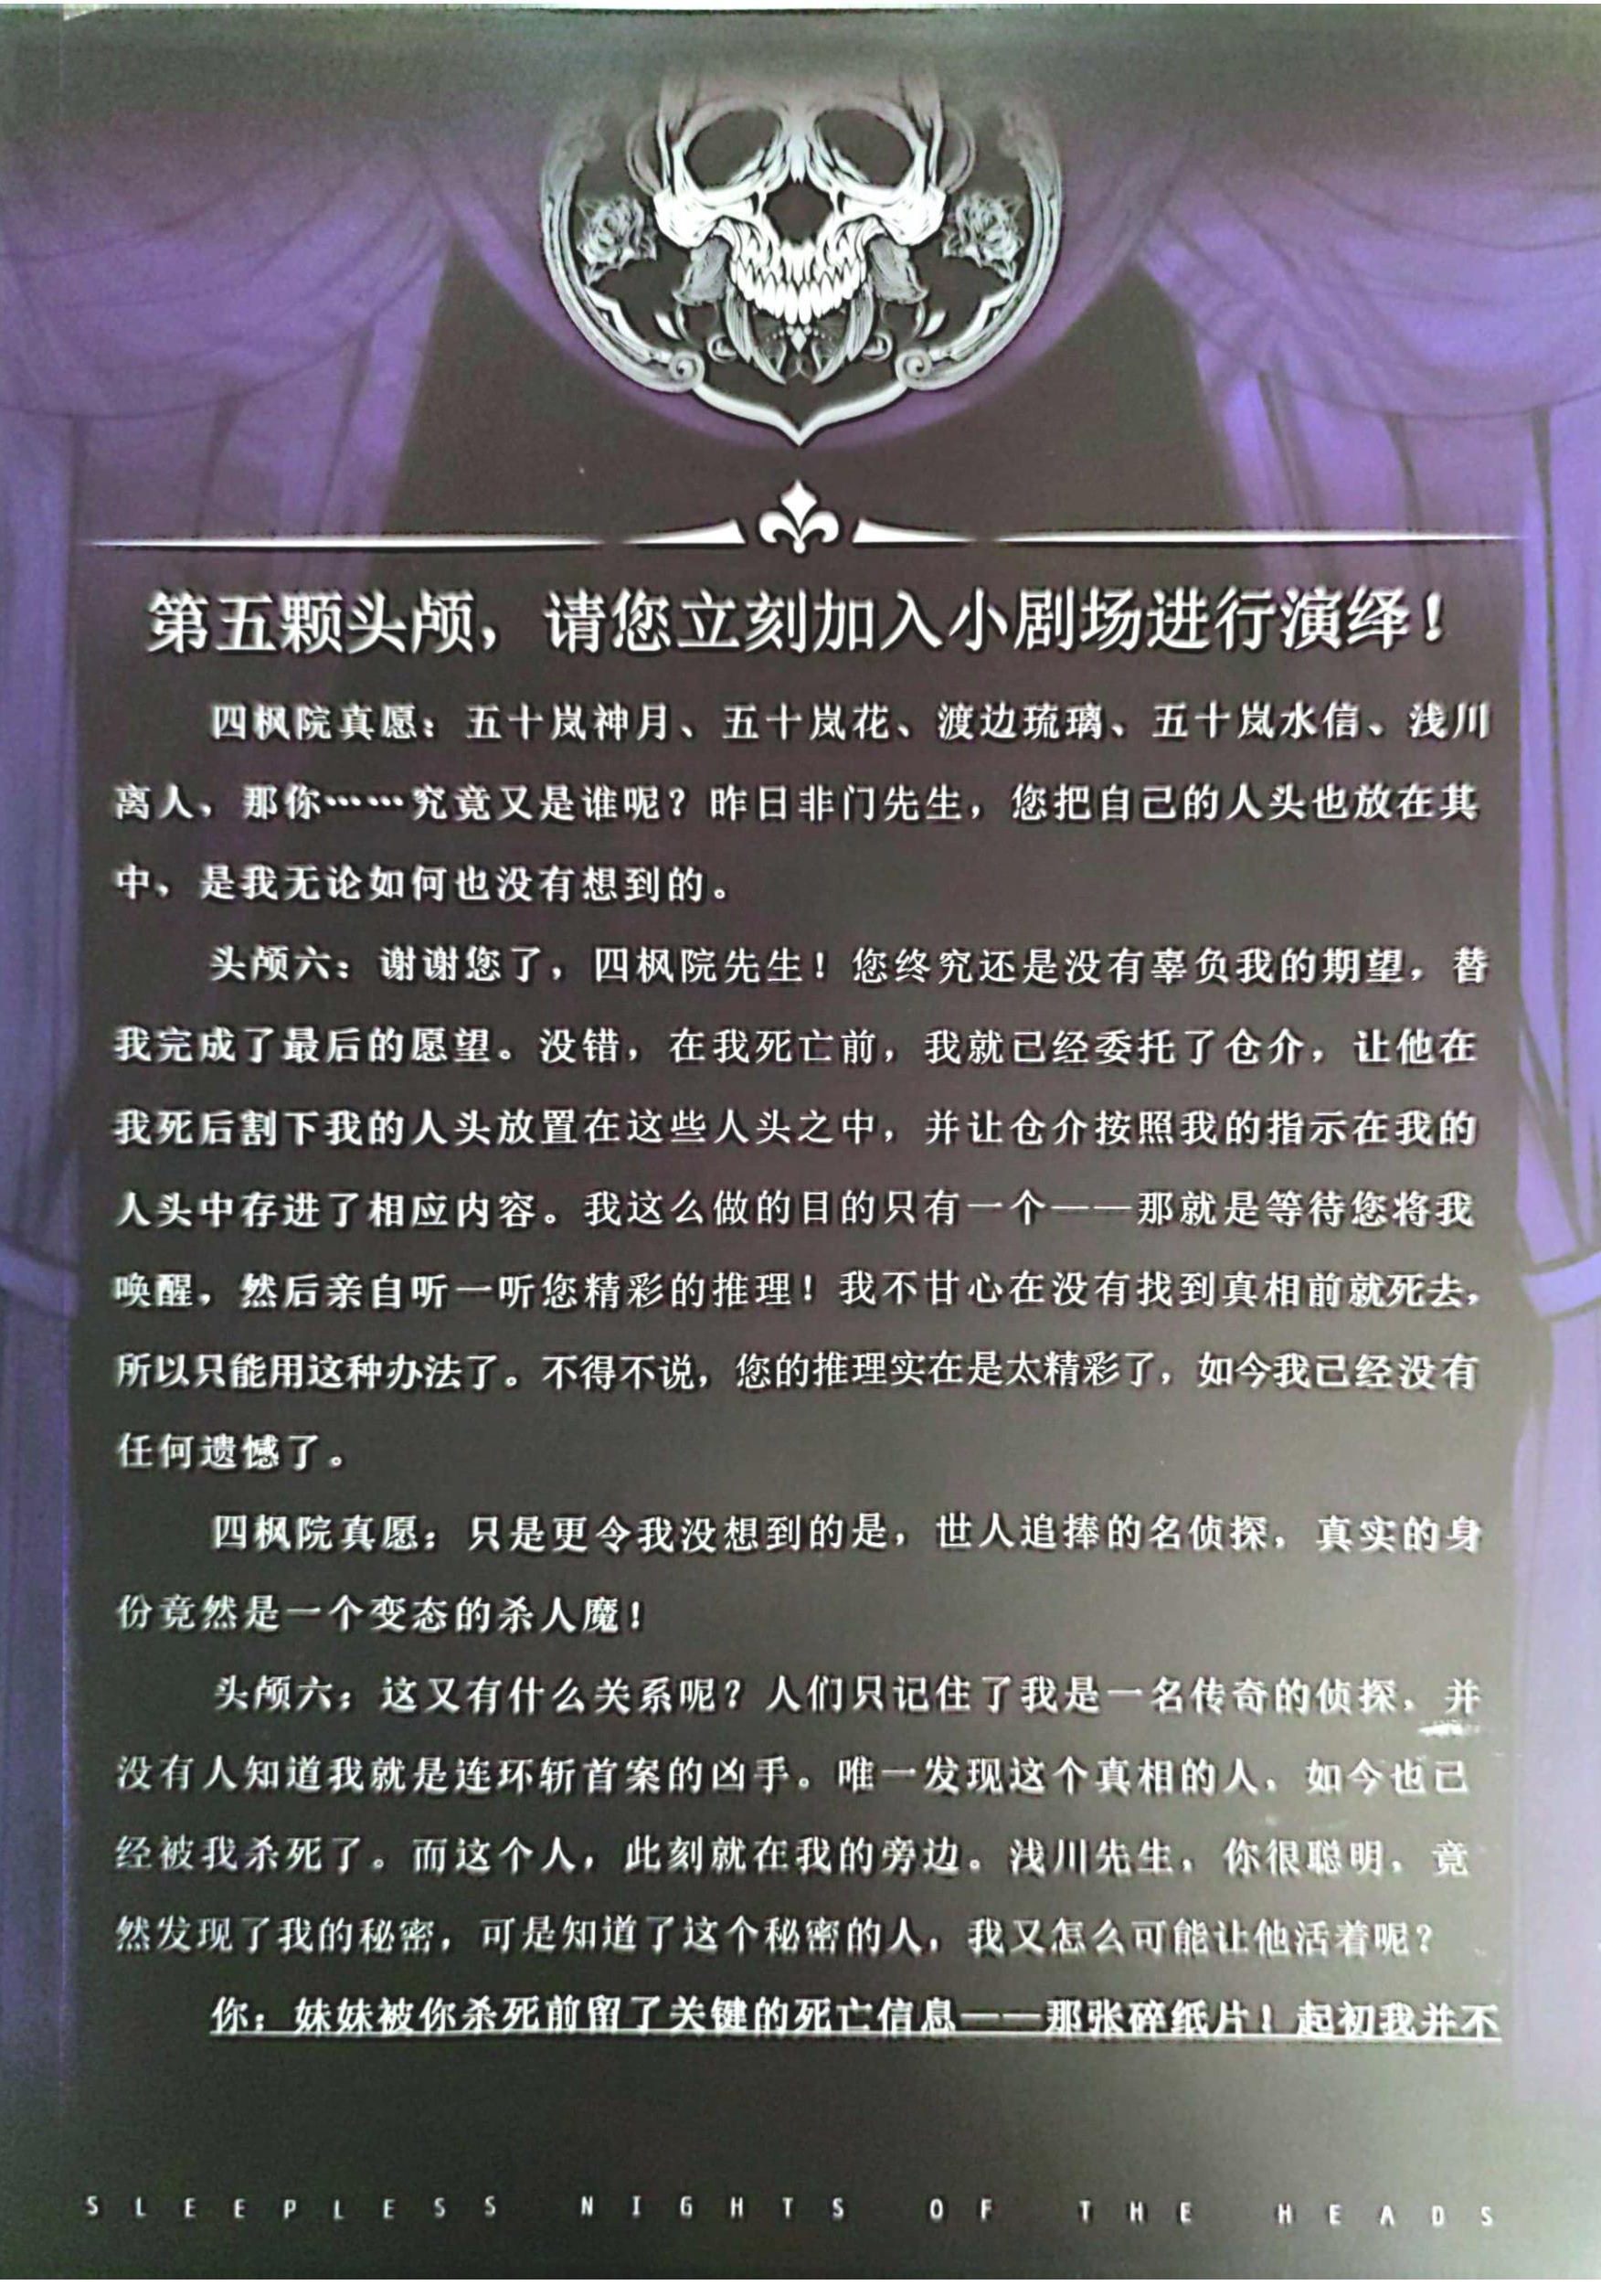 第五颗头颅，请您立刻加入小剧场进行演绎！
四枫院真愿：五十岚神月、五十岚花、渡边琉璃、五十岚水信、浅川
离人，那你……究竟又是谁呢？昨日非门先生，您把自己的人头也放在其
中，是我无论如何也没有想到的。
头颅六：谢谢您了，四枫院先生！您终究还是没有辜负我的期望，替
我完成了最后的愿望。没错，在我死亡前，我就已经委托了仓介，让他在
我死后割下我的人头放置在这些人头之中，并让仓介按照我的指示在我的
人头中存进了相应内容。我这么做的目的只有一个——那就是等待您将我
唤醒，然后亲自听一听您精彩的推理！我不甘心在没有找到真相前就死去，
所以只能用这种办法了。不得不说，您的推理实在是太精彩了，如今我已经没有
任何遗憾了。
四枫院真愿：只是更令我没想到的是，世人追捧的名侦探，真实的身
份竟然是一个变态的杀人魔！
头颅六：这又有什么关系呢？人们只记住了我是一名传奇的侦探，并
没有人知道我就是连环斩首案的凶手。唯一发现这个真相的人，如今也已
经被我杀死了。而这个人，此刻就在我的旁边。浅川先生，你很聪明，竟
然发现了我的秘密，可是知道了这个秘密的人，我又怎么可能让他活着呢？
你：妹妹被你杀死前留了关键的死亡信息——那张碎纸片！起初我并不
SLEEPLESS NIGHTS OF THE HEADS